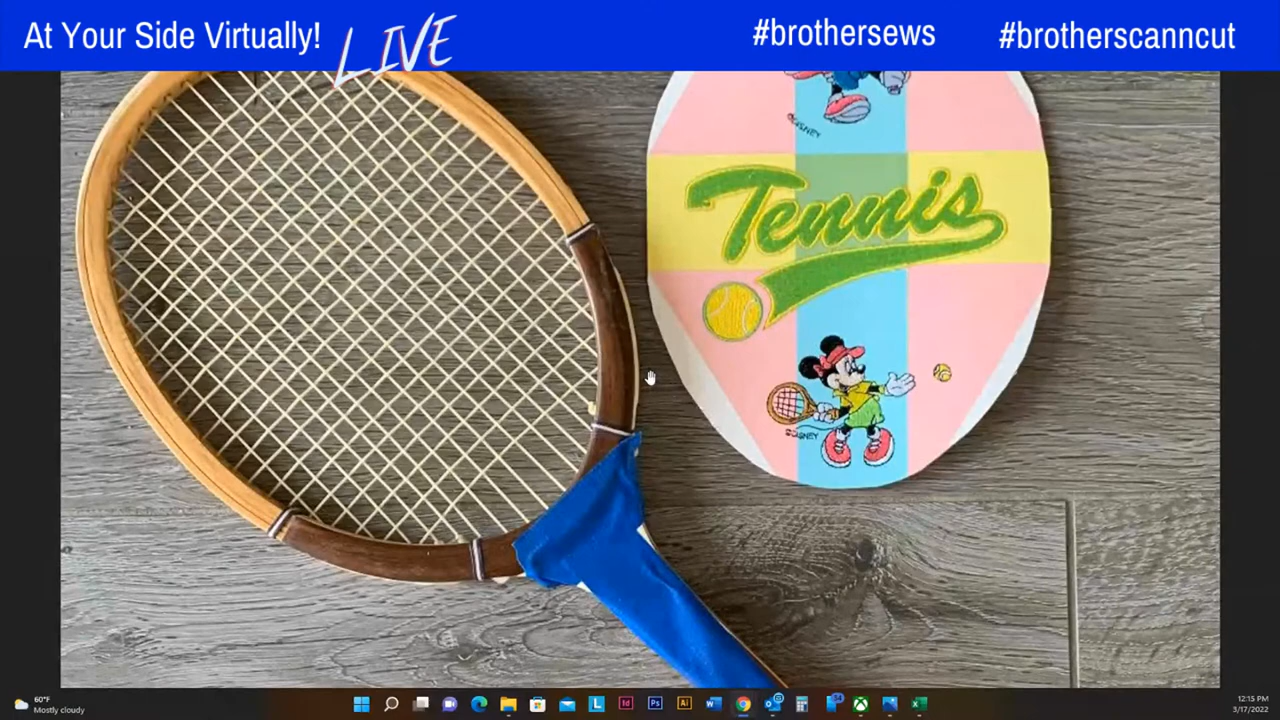 At Your Side Virtually! LIVE
#brothersews
#brotherscanncut
©DISNEY
Tennis
©DISNEY
60°F
Mostly cloudy
12:15 PM
3/17/2022